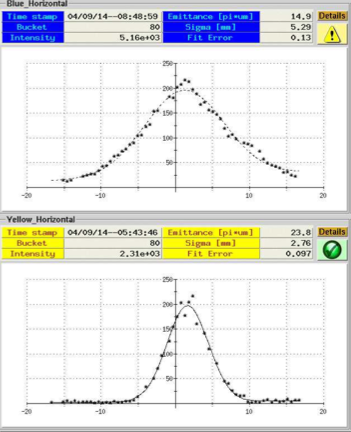 Blue_Horizontal
Time stamp 04/09/14--08:48:59 Emittance [pi*um] 14.9 Details
Bucket 80 Sigma [mm] 5.29
Intensity 5.16e+03 Fit Error 0.13
250
200
150
100
50
-20 -10 0 10 20
Yellow_Horizontal
Time stamp 04/09/14--05:43:46 Emittance [pi*um] 23.8 Details
Bucket 80 Sigma [mm] 2.76
Intensity 2.31e+03 Fit Error 0.097
250
200
150
100
50
-20 -10 0 10 20